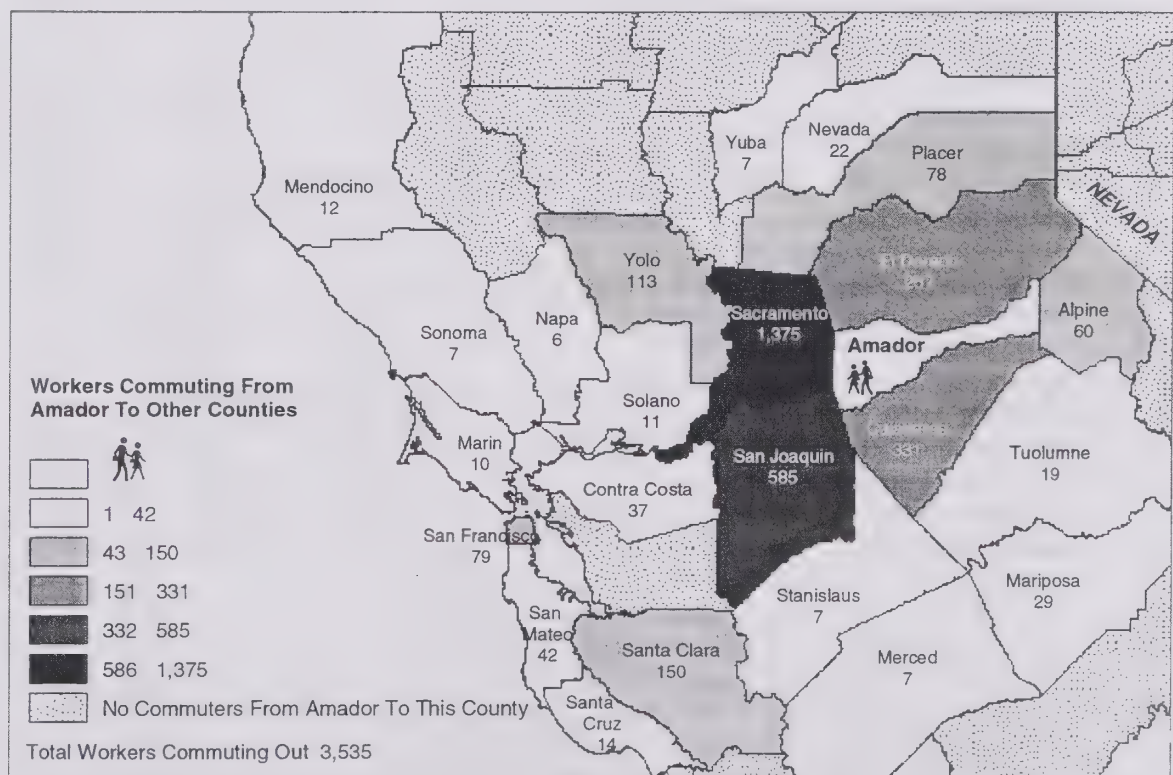 Mendocino
12
Yuba
7
Nevada
22
Placer
78
NEVADA
Yolo
113
Sonoma
7
Napa
6
Sacramento
1,375
Alpine
60
Amador
Workers Commuting From
Amador To Other Counties
Solano
11
Marin
10
San Joaquin
585
331
Tuolumne
19
Contra Costa
37
San Francisco
79
Mariposa
29
Stanislaus
7
San
Mateo
42
Santa Clara
150
Merced
7
Santa
Cruz
14
1 42
43 150
151 331
332 585
586 1,375
No Commuters From Amador To This County
Total Workers Commuting Out 3,535